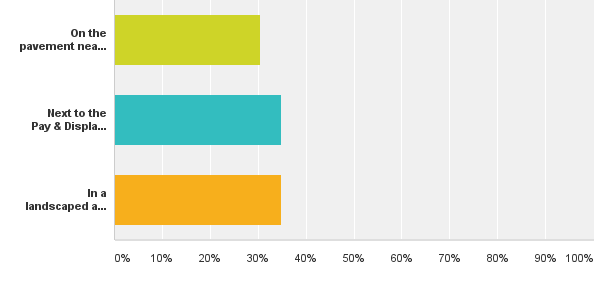 On the
pavement nea...
Next to the
Pay & Displa...
In a
landscaped a...
0% 10% 20% 30% 40% 50% 60% 70% 80% 90% 100%